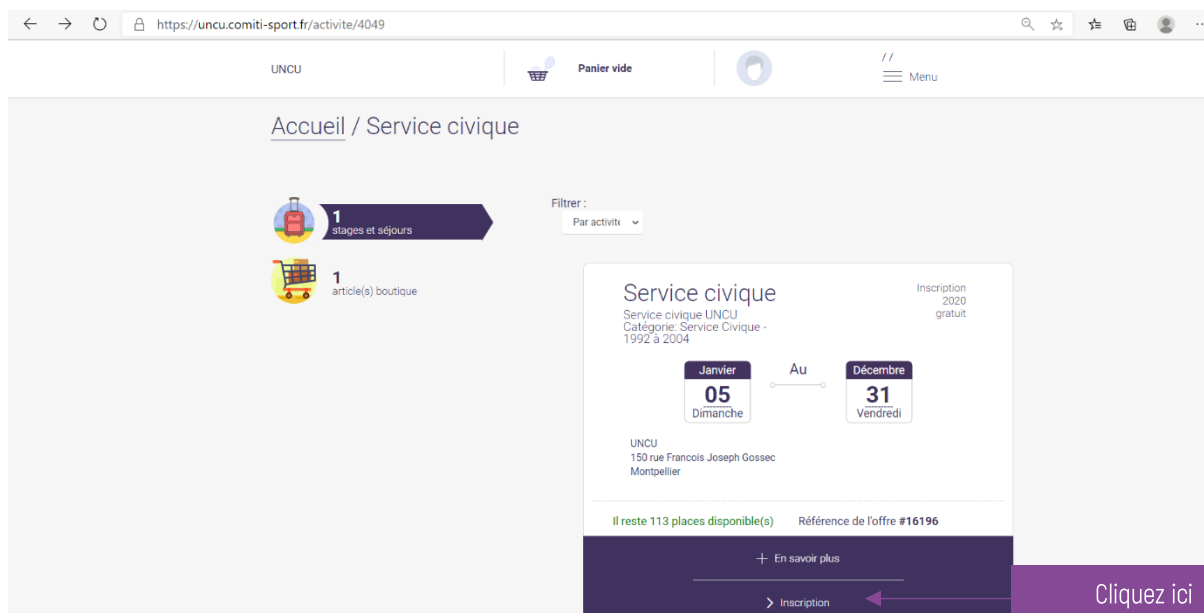 https://uncu.comiti-sport.fr/activite/4049
UNCU
Panier vide
//
Menu
Accueil / Service civique
1
stages et séjours
1
article(s) boutique
Filtrer :
Par activite
Service civique
Service civique UNCU
Catégorie: Service Civique -
1992 à 2004
Inscription
2020
gratuit
Janvier
05
Dimanche
Au
Décembre
31
Vendredi
UNCU
150 rue Francois Joseph Gossec
Montpellier
Il reste 113 places disponible(s)
Référence de l'offre #16196
+ En savoir plus
> Inscription
Cliquez ici